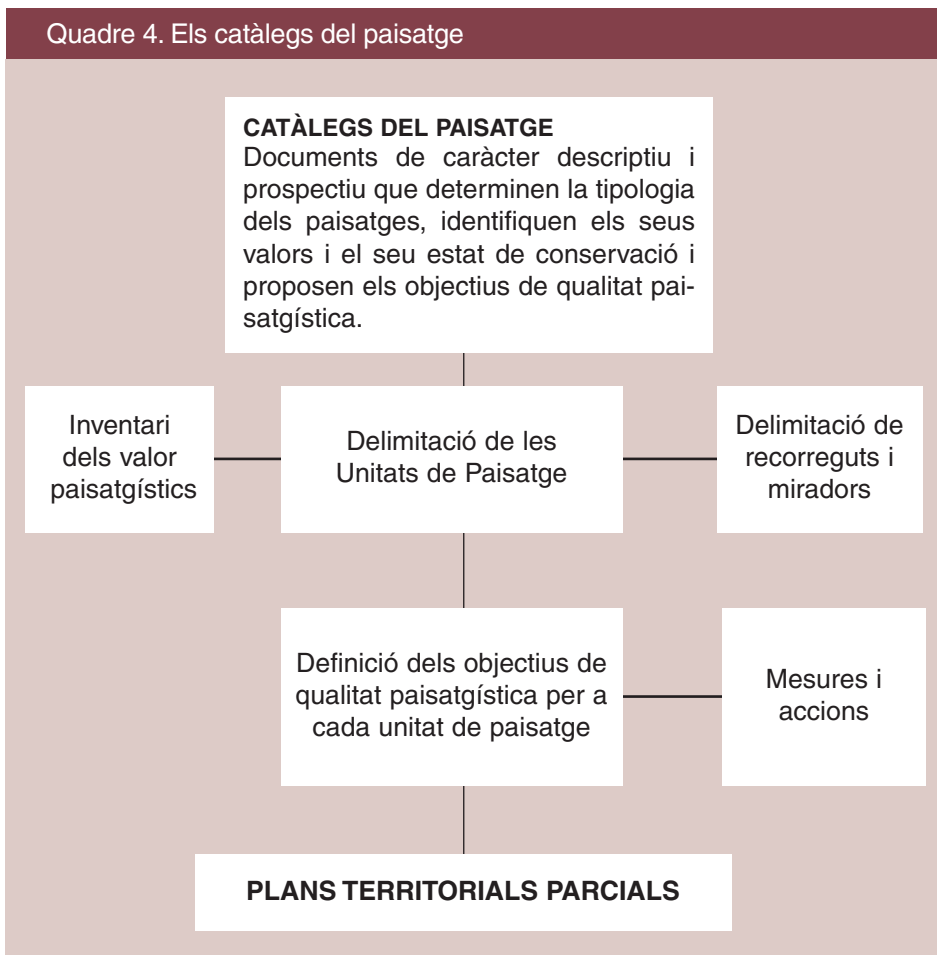 Quadre 4. Els catàlegs del paisatge
CATÀLEGS DEL PAISATGE
Documents de caràcter descriptiu i
prospectiu que determinen la tipologia
dels paisatges, identifiquen els seus
valors i el seu estat de conservació i
proposen els objectius de qualitat pai-
satgística.
Inventari
dels valor
paisatgístics
Delimitació de les
Unitats de Paisatge
Delimitació de
recorreguts i
miradors
Definició dels objectius de
qualitat paisatgística per a
cada unitat de paisatge
Mesures i
accions
PLANS TERRITORIALS PARCIALS